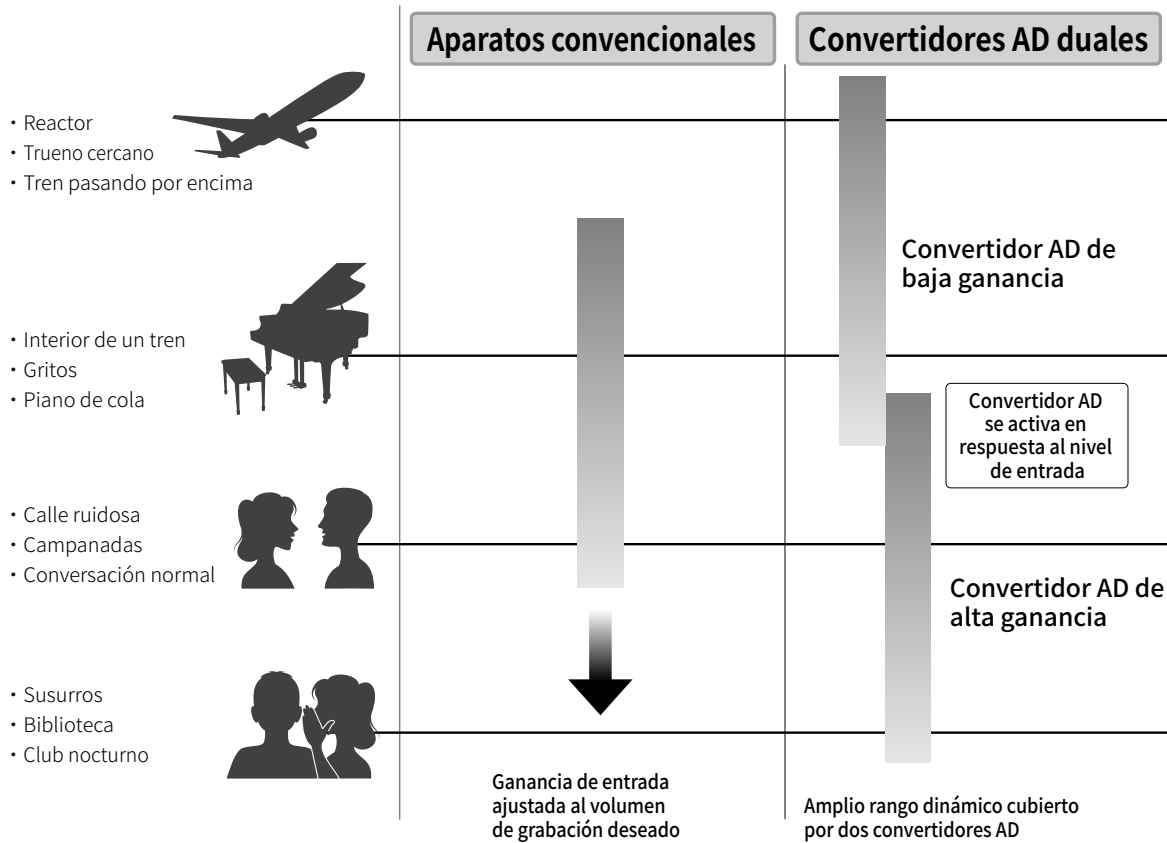 Aparatos convencionales
Convertidores AD duales
・Reactor
・Trueno cercano
・Tren pasando por encima
Convertidor AD de
baja ganancia
・Interior de un tren
・Gritos
・Piano de cola
Convertidor AD
se activa en
respuesta al nivel
de entrada
・Calle ruidosa
・Campanadas
・Conversación normal
Convertidor AD de
alta ganancia
・Susurros
・Biblioteca
・Club nocturno
Ganancia de entrada
ajustada al volumen
de grabación deseado
Amplio rango dinámico cubierto
por dos convertidores AD